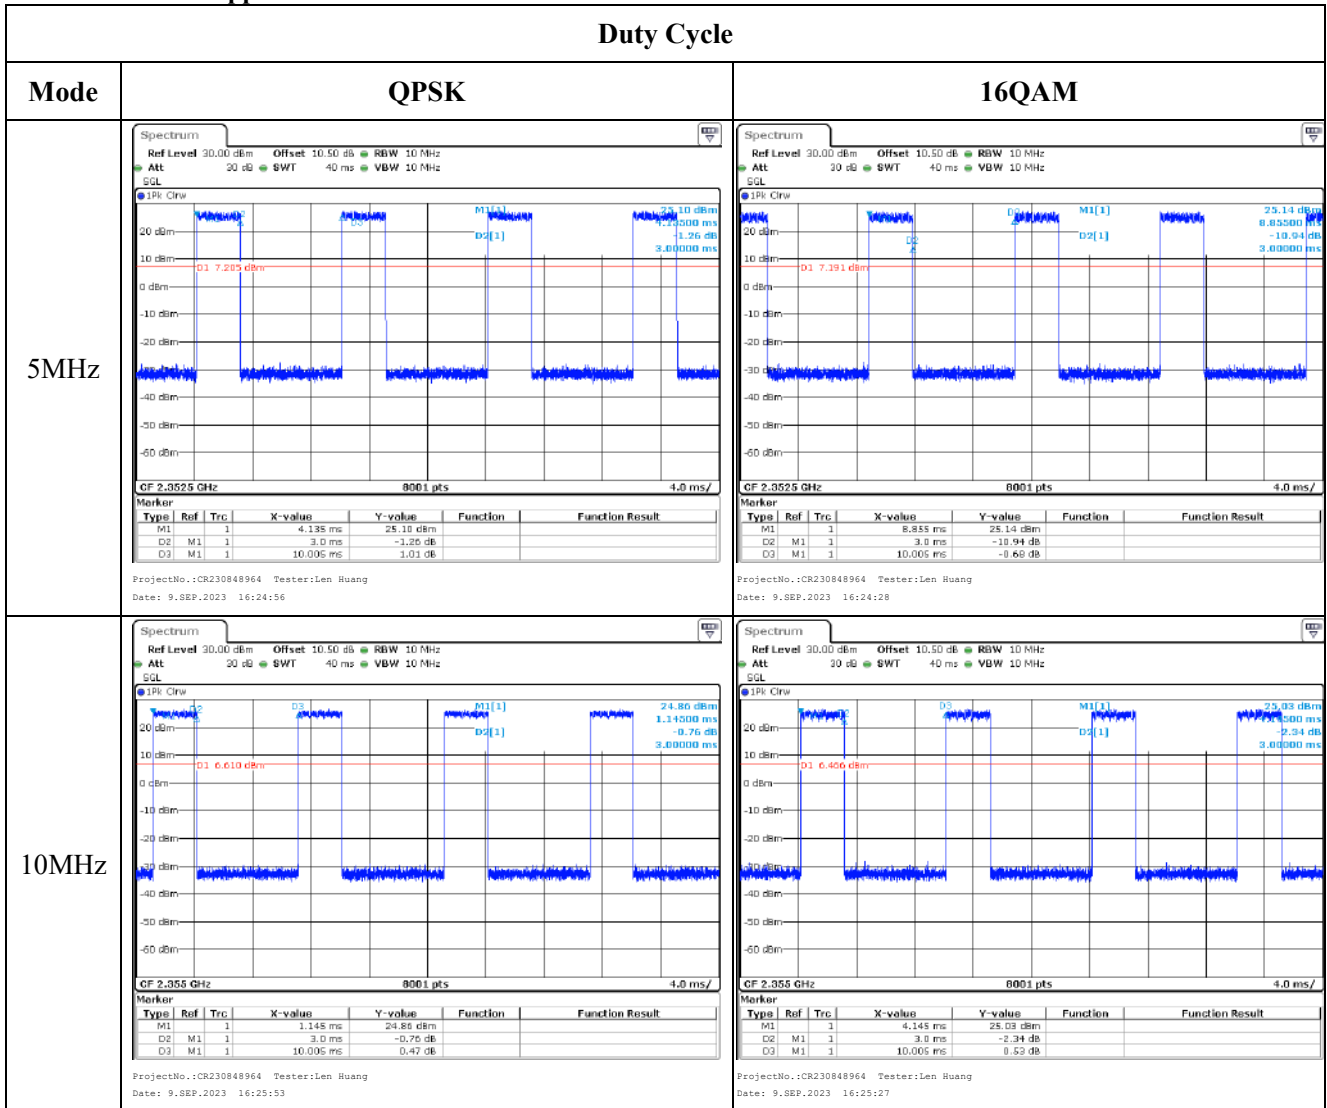 Duty Cycle
Mode QPSK 16QAM
5MHz
Spectrum
Ref Level 30.00 dBm Offset 10.50 dB RBW 10 MHz
Att 30 dB SWT 40 ms VBW 10 MHz
SGL
1Pk Clrw
M1[1] 25.10 dBm
4.13500 ms
D2[1] -1.26 dB
3.00000 ms
20 dBm
10 dBm
D1 7.205 dBm
0 dBm
-10 dBm
-20 dBm
-30 dBm
-40 dBm
-50 dBm
-60 dBm
CF 2.3525 GHz 8001 pts 4.0 ms/
Marker
Type Ref Trc X-value Y-value Function Function Result
M1 1 4.135 ms 25.10 dBm
D2 M1 1 3.0 ms -1.26 dB
D3 M1 1 10.005 ms 1.01 dB
ProjectNo.:CR230848964 Tester:Len Huang
Date: 9.SEP.2023 16:24:56
Spectrum
Ref Level 30.00 dBm Offset 10.50 dB RBW 10 MHz
Att 30 dB SWT 40 ms VBW 10 MHz
SGL
1Pk Clrw
M1[1] 25.14 dBm
8.85500 ms
D2[1] -10.94 dB
3.00000 ms
20 dBm
D2
10 dBm
D1 7.191 dBm
0 dBm
-10 dBm
-20 dBm
-30 dBm
-40 dBm
-50 dBm
-60 dBm
CF 2.3525 GHz 8001 pts 4.0 ms/
Marker
Type Ref Trc X-value Y-value Function Function Result
M1 1 8.855 ms 25.14 dBm
D2 M1 1 3.0 ms -10.94 dB
D3 M1 1 10.005 ms -0.68 dB
ProjectNo.:CR230848964 Tester:Len Huang
Date: 9.SEP.2023 16:24:28
10MHz
Spectrum
Ref Level 30.00 dBm Offset 10.50 dB RBW 10 MHz
Att 30 dB SWT 40 ms VBW 10 MHz
SGL
1Pk Clrw
D2 D3 M1[1] 24.86 dBm
1.14500 ms
D2[1] -0.76 dB
3.00000 ms
20 dBm
10 dBm
D1 6.610 dBm
0 dBm
-10 dBm
-20 dBm
-30 dBm
-40 dBm
-50 dBm
-60 dBm
CF 2.355 GHz 8001 pts 4.0 ms/
Marker
Type Ref Trc X-value Y-value Function Function Result
M1 1 1.145 ms 24.86 dBm
D2 M1 1 3.0 ms -0.76 dB
D3 M1 1 10.005 ms 0.47 dB
ProjectNo.:CR230848964 Tester:Len Huang
Date: 9.SEP.2023 16:25:53
Spectrum
Ref Level 30.00 dBm Offset 10.50 dB RBW 10 MHz
Att 30 dB SWT 40 ms VBW 10 MHz
SGL
1Pk Clrw
D3 M1[1] 25.03 dBm
4.14500 ms
D2[1] -2.34 dB
3.00000 ms
20 dBm
10 dBm
D1 6.466 dBm
0 dBm
-10 dBm
-20 dBm
-30 dBm
-40 dBm
-50 dBm
-60 dBm
CF 2.355 GHz 8001 pts 4.0 ms/
Marker
Type Ref Trc X-value Y-value Function Function Result
M1 1 4.145 ms 25.03 dBm
D2 M1 1 3.0 ms -2.34 dB
D3 M1 1 10.005 ms 0.53 dB
ProjectNo.:CR230848964 Tester:Len Huang
Date: 9.SEP.2023 16:25:27